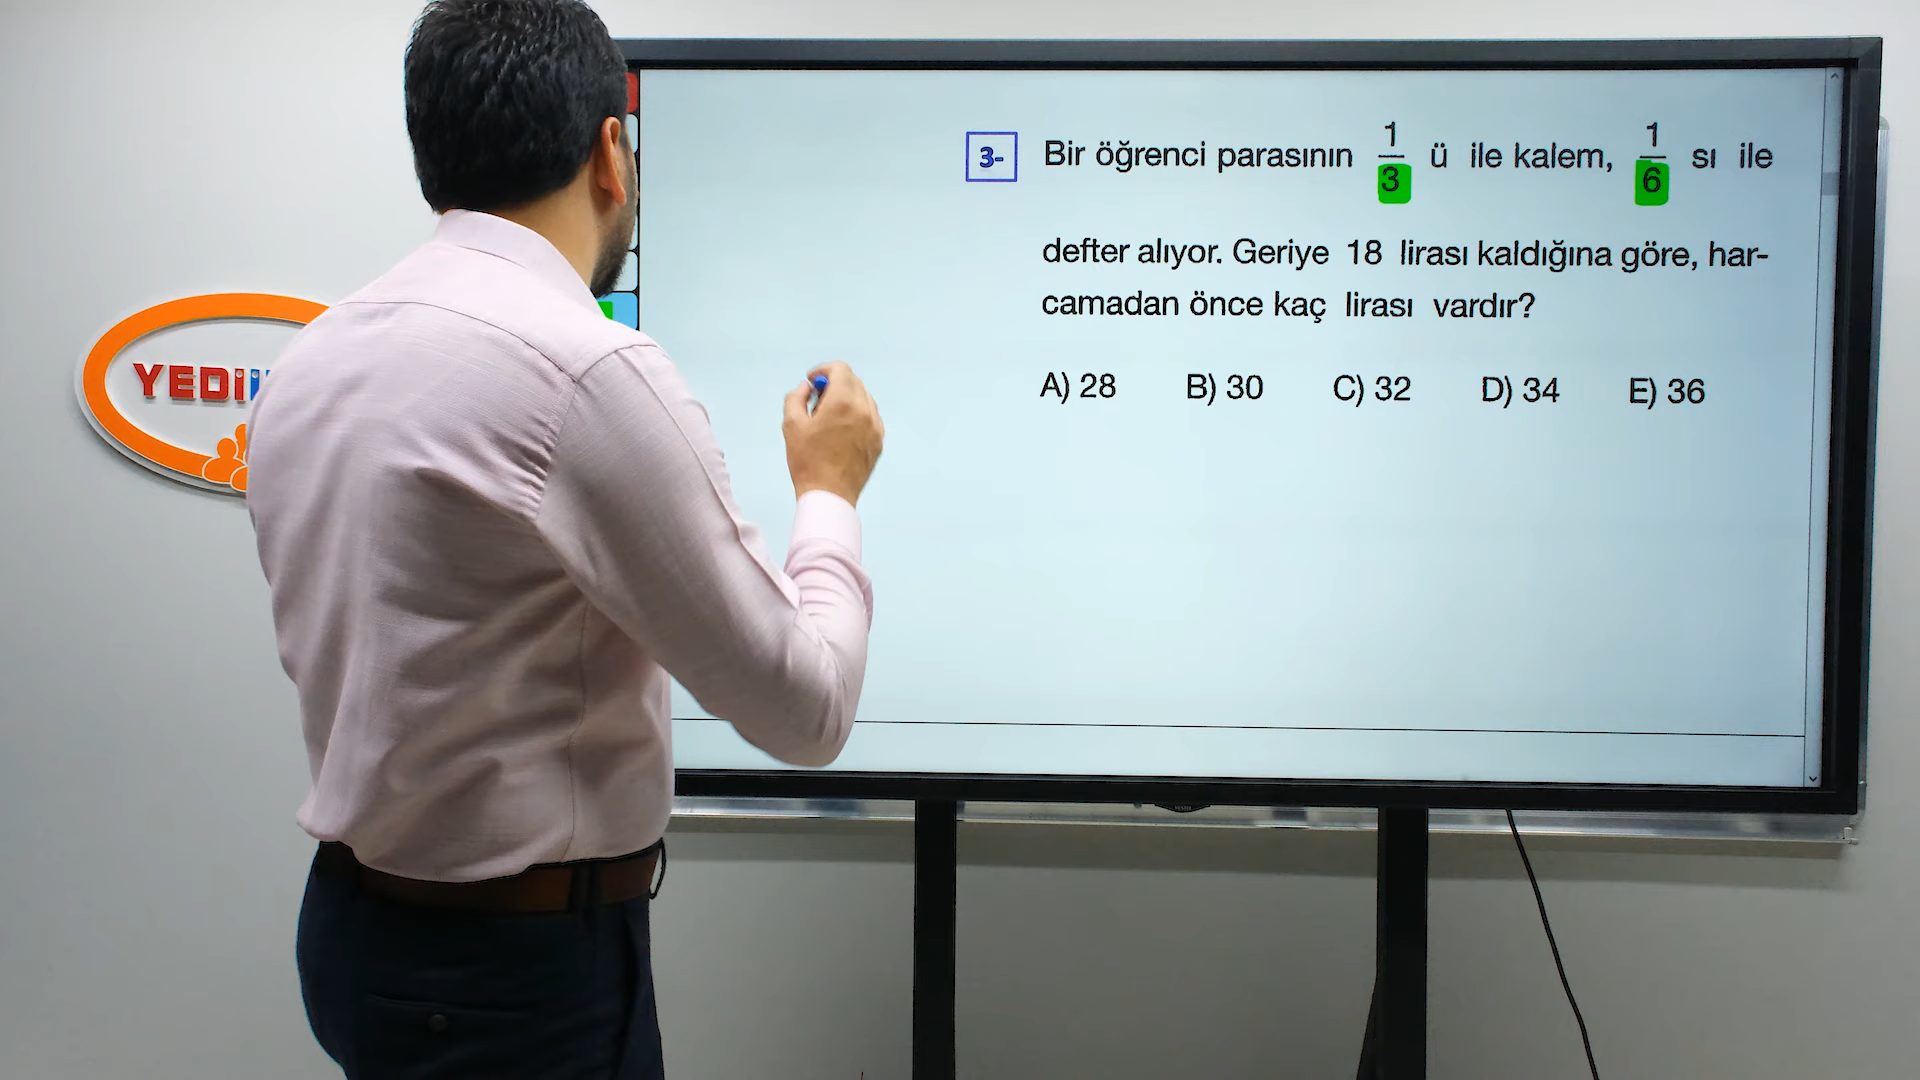 3- Bir öğrenci parasının 1/3 ü ile kalem, 1/6 sı ile
defter alıyor. Geriye 18 lirası kaldığına göre, har-
camadan önce kaç lirası vardır?
A) 28 B) 30 C) 32 D) 34 E) 36
YEDİ